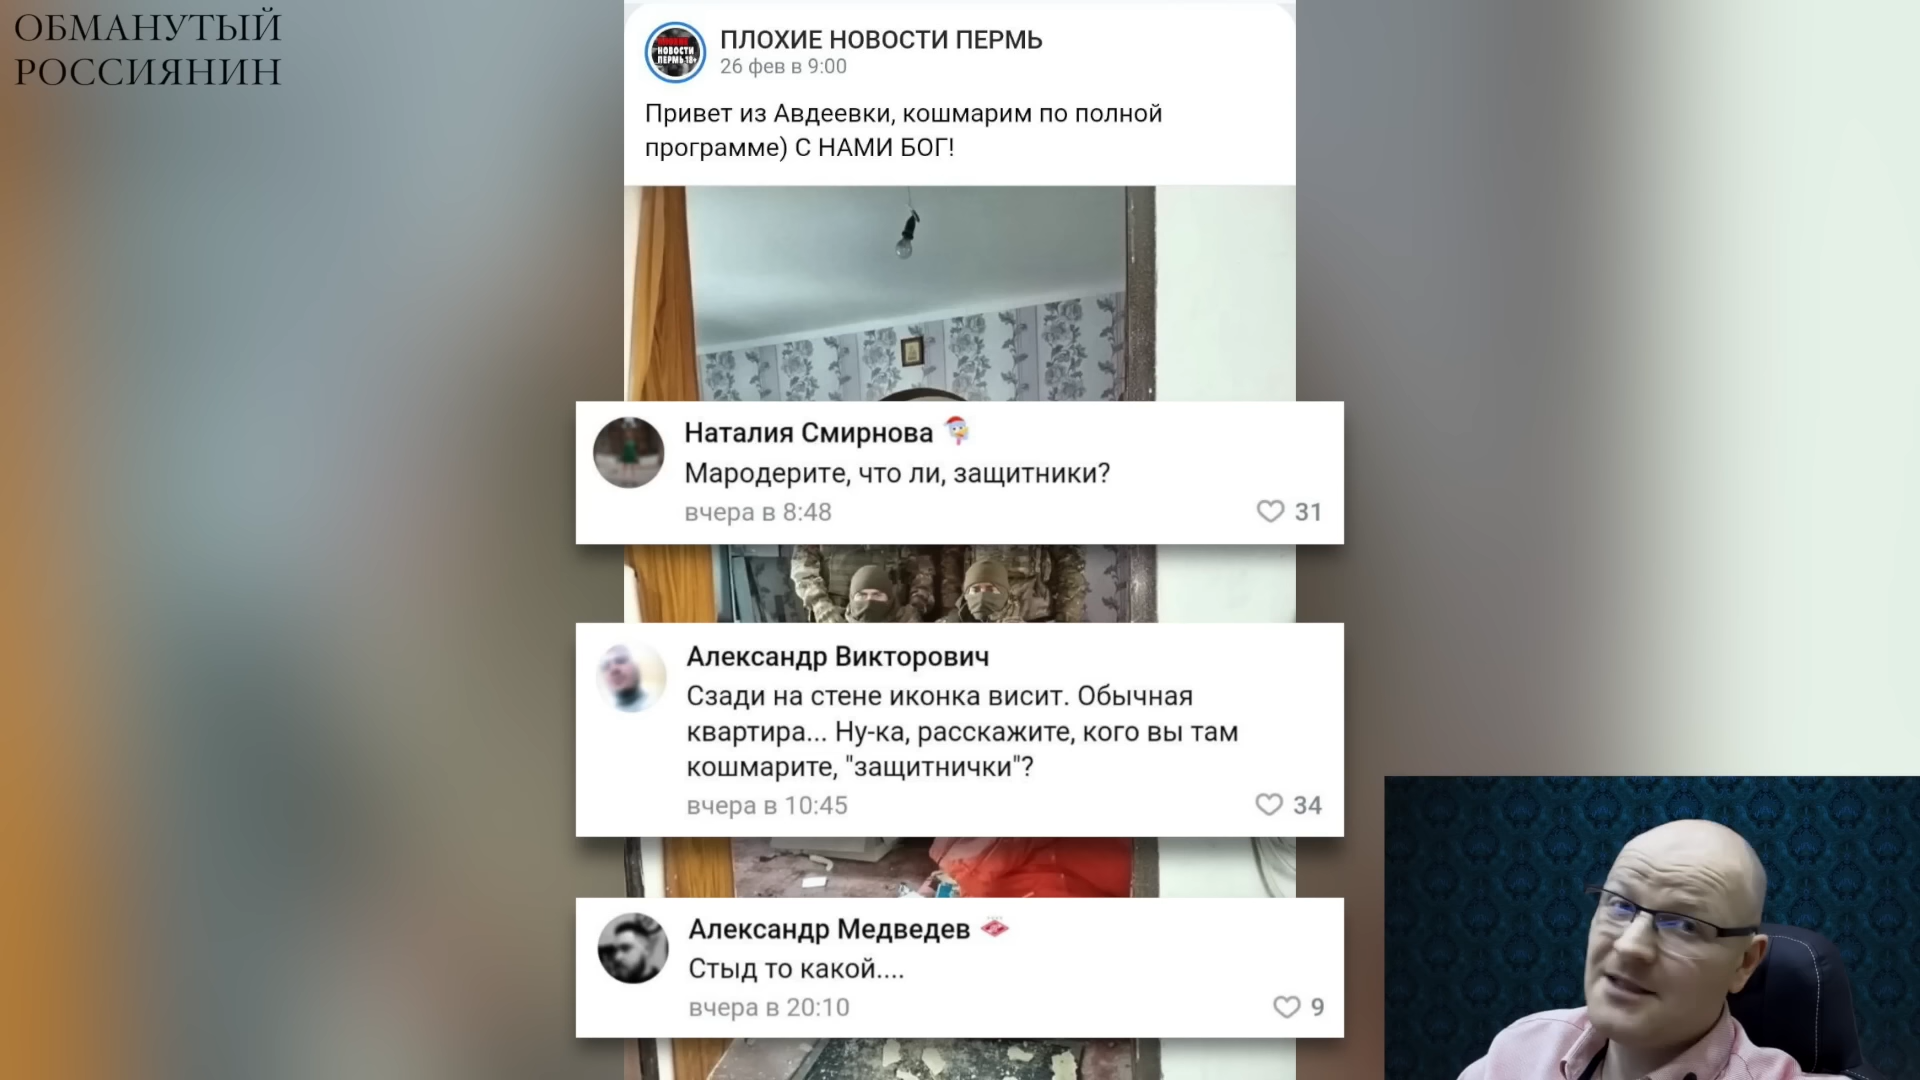 ОБМАНУТЫЙ
РОССИЯНИН
ПЛОХИЕ НОВОСТИ ПЕРМЬ
26 фев в 9:00
НОВОСТИ
ПЕРМЬ 18+
Привет из Авдеевки, кошмарим по полной
программе) С НАМИ БОГ!
Наталия Смирнова
Мародерите, что ли, защитники?
вчера в 8:48
31
Александр Викторович
Сзади на стене иконка висит. Обычная
квартира... Ну-ка, расскажите, кого вы там
кошмарите, "защитнички"?
вчера в 10:45
34
Александр Медведев
Стыд то какой....
вчера в 20:10
9